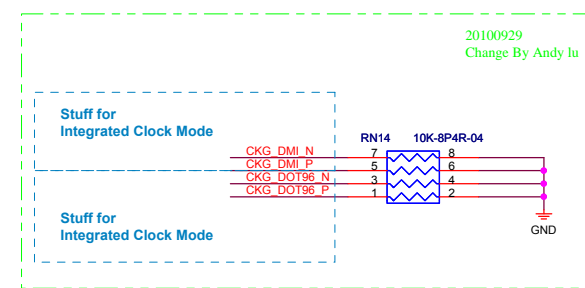 20100929
Change By Andy lu
Stuff for
Integrated Clock Mode
RN14 10K-8P4R-04
CKG_DMI_N 7 8
CKG_DMI_P 5 6
CKG_DOT96_N 3 4
CKG_DOT96_P 1 2
Stuff for
Integrated Clock Mode
GND